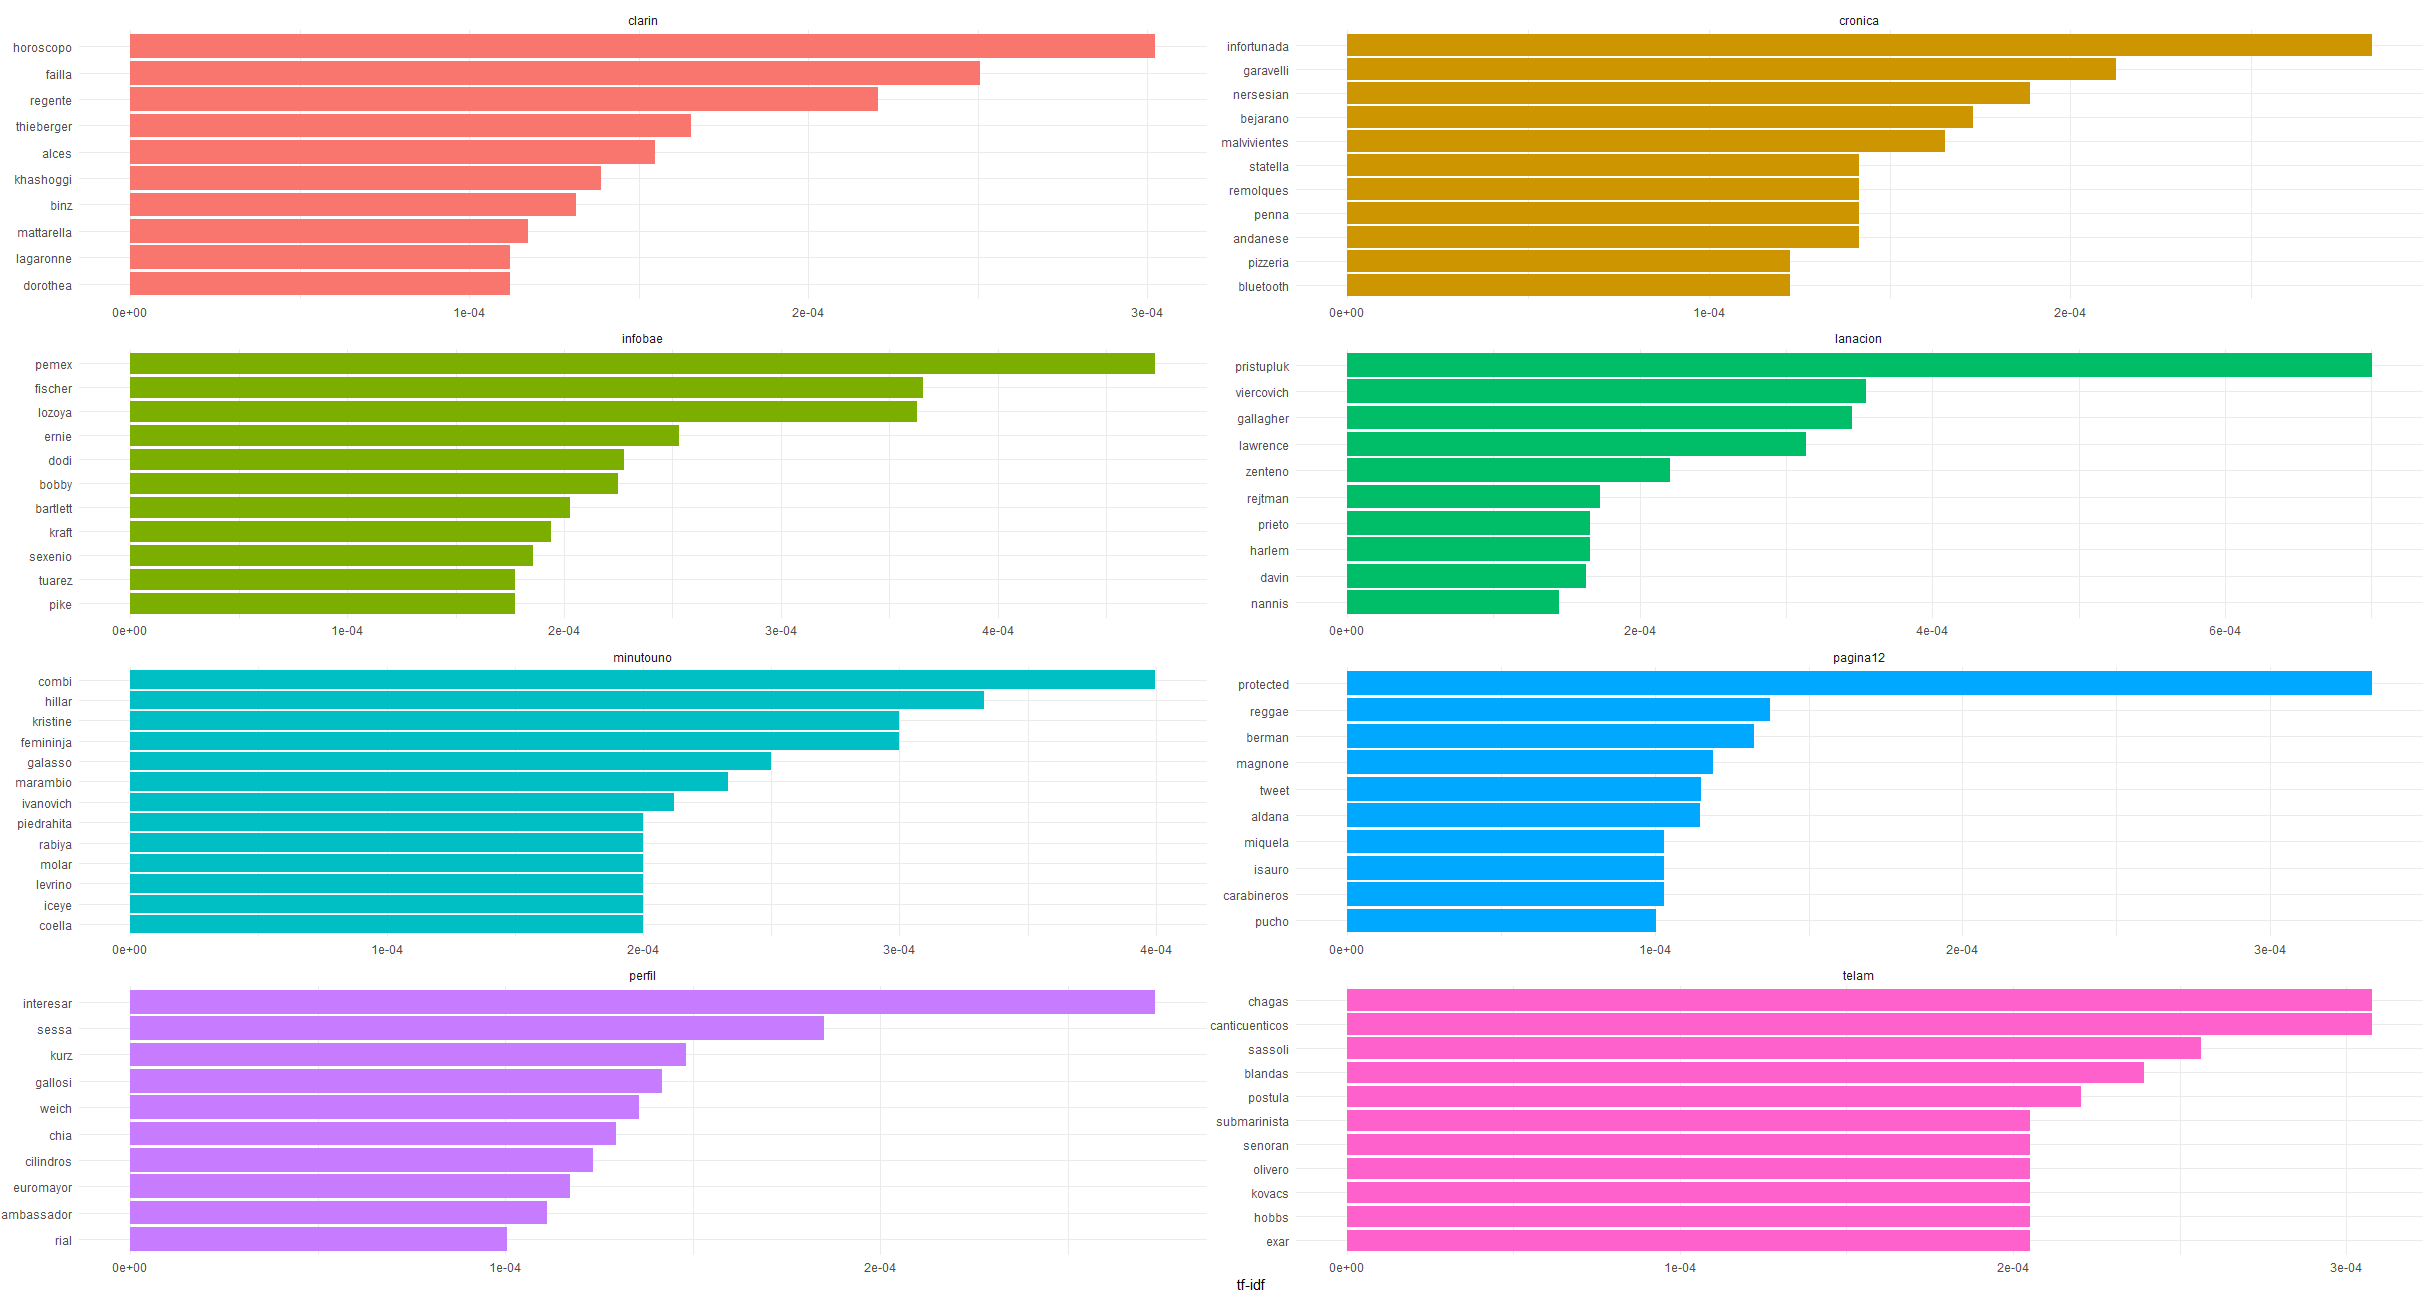 clarin
horoscopo
failla
regente
thieberger
alces
khashoggi
binz
mattarella
lagaronne
dorothea
0e+00 1e-04 2e-04 3e-04
cronica
infortunada
garavelli
nersesian
bejarano
malvivientes
statella
remolques
penna
andanese
pizzeria
bluetooth
0e+00 1e-04 2e-04
infobae
pemex
fischer
lozoya
ernie
dodi
bobby
bartlett
kraft
sexenio
tuarez
pike
0e+00 1e-04 2e-04 3e-04 4e-04
lanacion
pristupluk
viercovich
gallagher
lawrence
zenteno
rejtman
prieto
harlem
davin
nannis
0e+00 2e-04 4e-04 6e-04
minutouno
combi
hillar
kristine
femininja
galasso
marambio
ivanovich
piedrahita
rabiya
molar
levrino
iceye
coella
0e+00 1e-04 2e-04 3e-04 4e-04
pagina12
protected
reggae
berman
magnone
tweet
aldana
miquela
isauro
carabineros
pucho
0e+00 1e-04 2e-04 3e-04
perfil
interesar
sessa
kurz
gallosi
weich
chia
cilindros
euromayor
ambassador
rial
0e+00 1e-04 2e-04
telam
chagas
canticuenticos
sassoli
blandas
postula
submarinista
senoran
olivero
kovacs
hobbs
exar
0e+00 1e-04 2e-04 3e-04
tf-idf